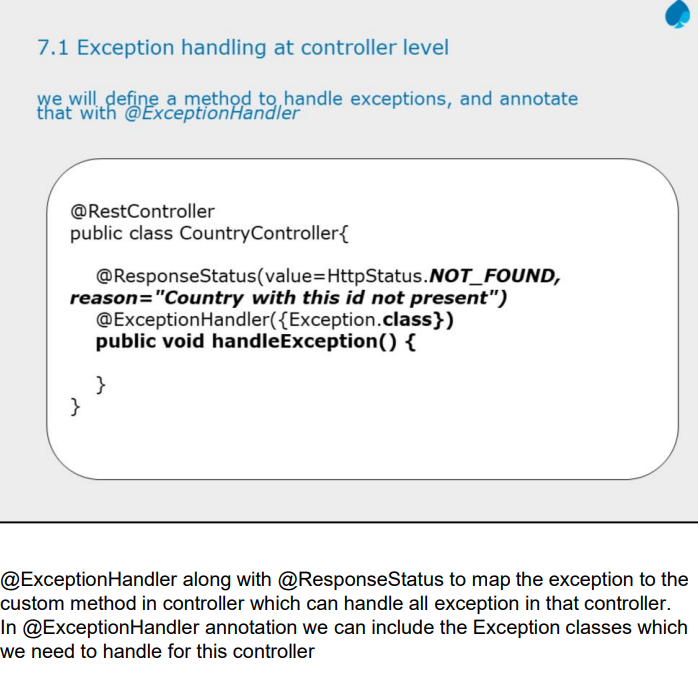 7.1 Exception handling at controller level
we will define a method to handle exceptions, and annotate
that with @ExceptionHandler
@RestController
public class CountryController{
@ResponseStatus(value=HttpStatus.NOT_FOUND,
reason="Country with this id not present")
@ExceptionHandler({Exception.class})
public void handleException() {
}
}
@ExceptionHandler along with @ResponseStatus to map the exception to the
custom method in controller which can handle all exception in that controller.
In @ExceptionHandler annotation we can include the Exception classes which
we need to handle for this controller